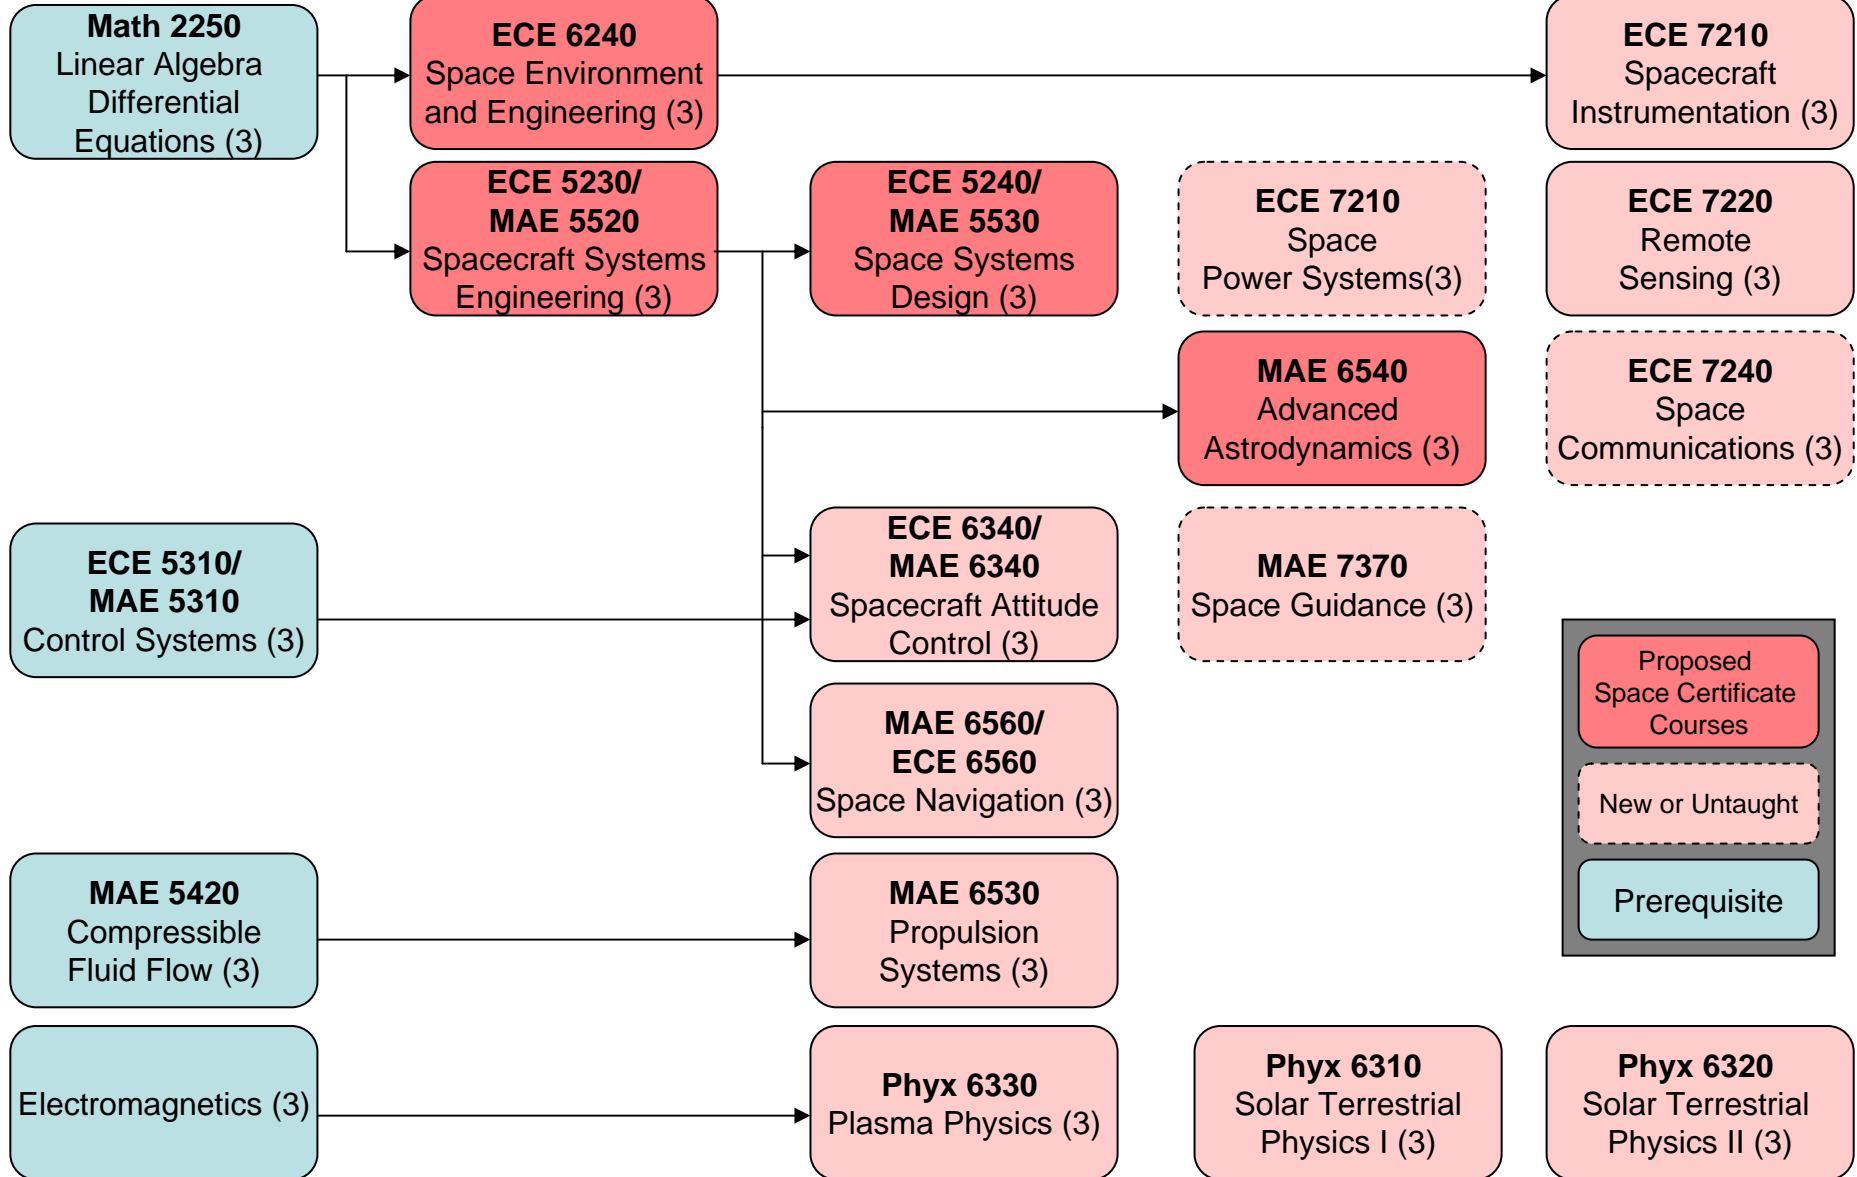 Math 2250
Linear Algebra
Differential
Equations (3)
ECE 6240
Space Environment
and Engineering (3)
ECE 7210
Spacecraft
Instrumentation (3)
ECE 5230/
MAE 5520
Spacecraft Systems
Engineering (3)
ECE 5240/
MAE 5530
Space Systems
Design (3)
ECE 7210
Space
Power Systems(3)
ECE 7220
Remote
Sensing (3)
MAE 6540
Advanced
Astrodynamics (3)
ECE 7240
Space
Communications (3)
ECE 5310/
MAE 5310
Control Systems (3)
ECE 6340/
MAE 6340
Spacecraft Attitude
Control (3)
MAE 7370
Space Guidance (3)
MAE 6560/
ECE 6560
Space Navigation (3)
Proposed
Space Certificate
Courses
New or Untaught
Prerequisite
MAE 5420
Compressible
Fluid Flow (3)
MAE 6530
Propulsion
Systems (3)
Electromagnetics (3)
Phyx 6330
Plasma Physics (3)
Phyx 6310
Solar Terrestrial
Physics I (3)
Phyx 6320
Solar Terrestrial
Physics II (3)